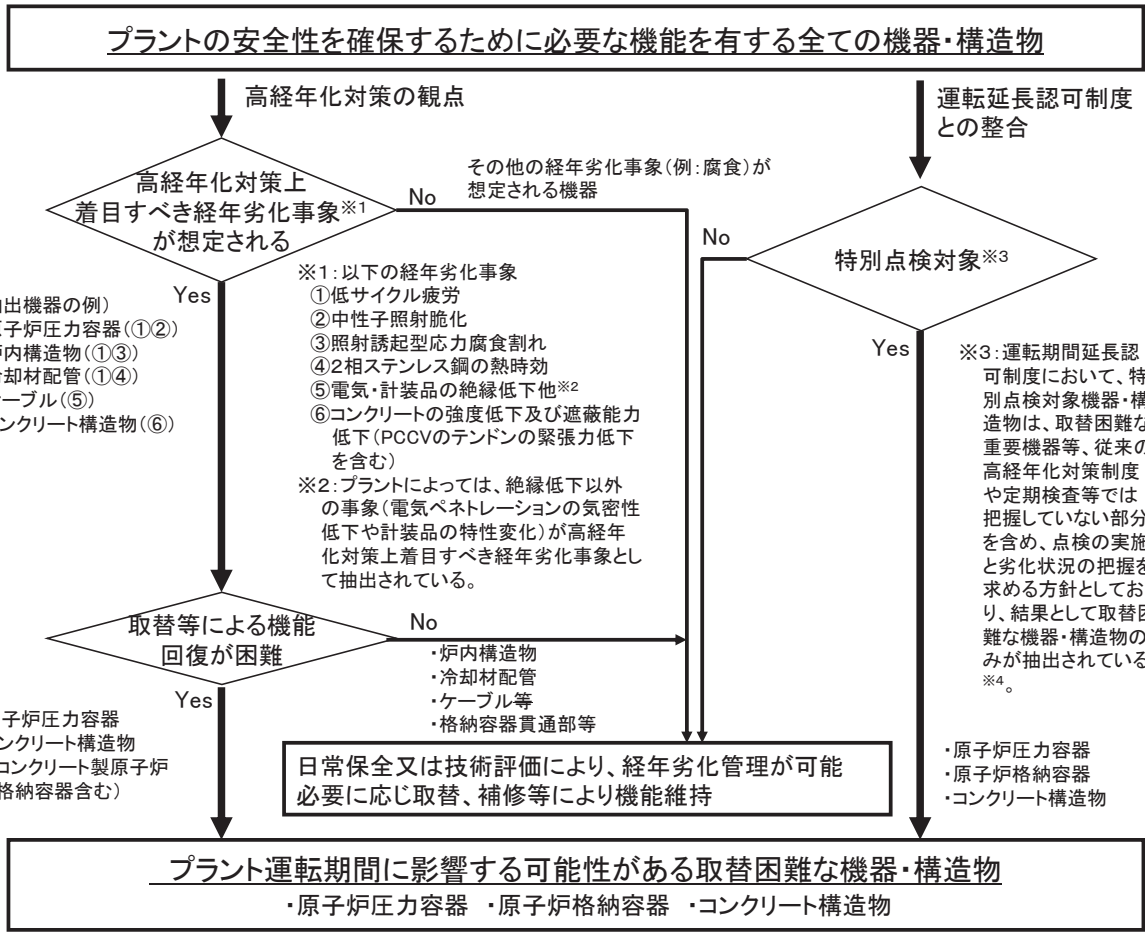 プラントの安全性を確保するために必要な機能を有する全ての機器・構造物
高経年化対策の観点
運転延長認可制度
との整合
高経年化対策上
着目すべき経年劣化事象※1
が想定される
No
その他の経年劣化事象(例:腐食)が
想定される機器
No
特別点検対象※3
Yes
出機器の例)
子炉圧力容器(①②)
内構造物(①③)
却材配管(①④)
ーブル(⑤)
ンクリート構造物(⑥)
※1:以下の経年劣化事象
①低サイクル疲労
②中性子照射脆化
③照射誘起型応力腐食割れ
④2相ステンレス鋼の熱時効
⑤電気・計装品の絶縁低下他※2
⑥コンクリートの強度低下及び遮蔽能力
低下(PCCVのテンドンの緊張力低下
を含む)
※2:プラントによっては、絶縁低下以外
の事象(電気ペネトレーションの気密性
低下や計装品の特性変化)が高経年
化対策上着目すべき経年劣化事象とし
て抽出されている。
Yes
※3:運転期間延長認
可制度において、特
別点検対象機器・構
造物は、取替困難な
重要機器等、従来の
高経年化対策制度
や定期検査等では
把握していない部分
を含め、点検の実施
と劣化状況の把握を
求める方針としてお
り、結果として取替困
難な機器・構造物の
みが抽出されている
※4。
取替等による機能
回復が困難
No
・炉内構造物
・冷却材配管
・ケーブル等
・格納容器貫通部等
Yes
子炉圧力容器
ンクリート構造物
コンクリート製原子炉
格納容器含む)
日常保全又は技術評価により、経年劣化管理が可能
必要に応じ取替、補修等により機能維持
・原子炉圧力容器
・原子炉格納容器
・コンクリート構造物
プラント運転期間に影響する可能性がある取替困難な機器・構造物
・原子炉圧力容器 ・原子炉格納容器 ・コンクリート構造物